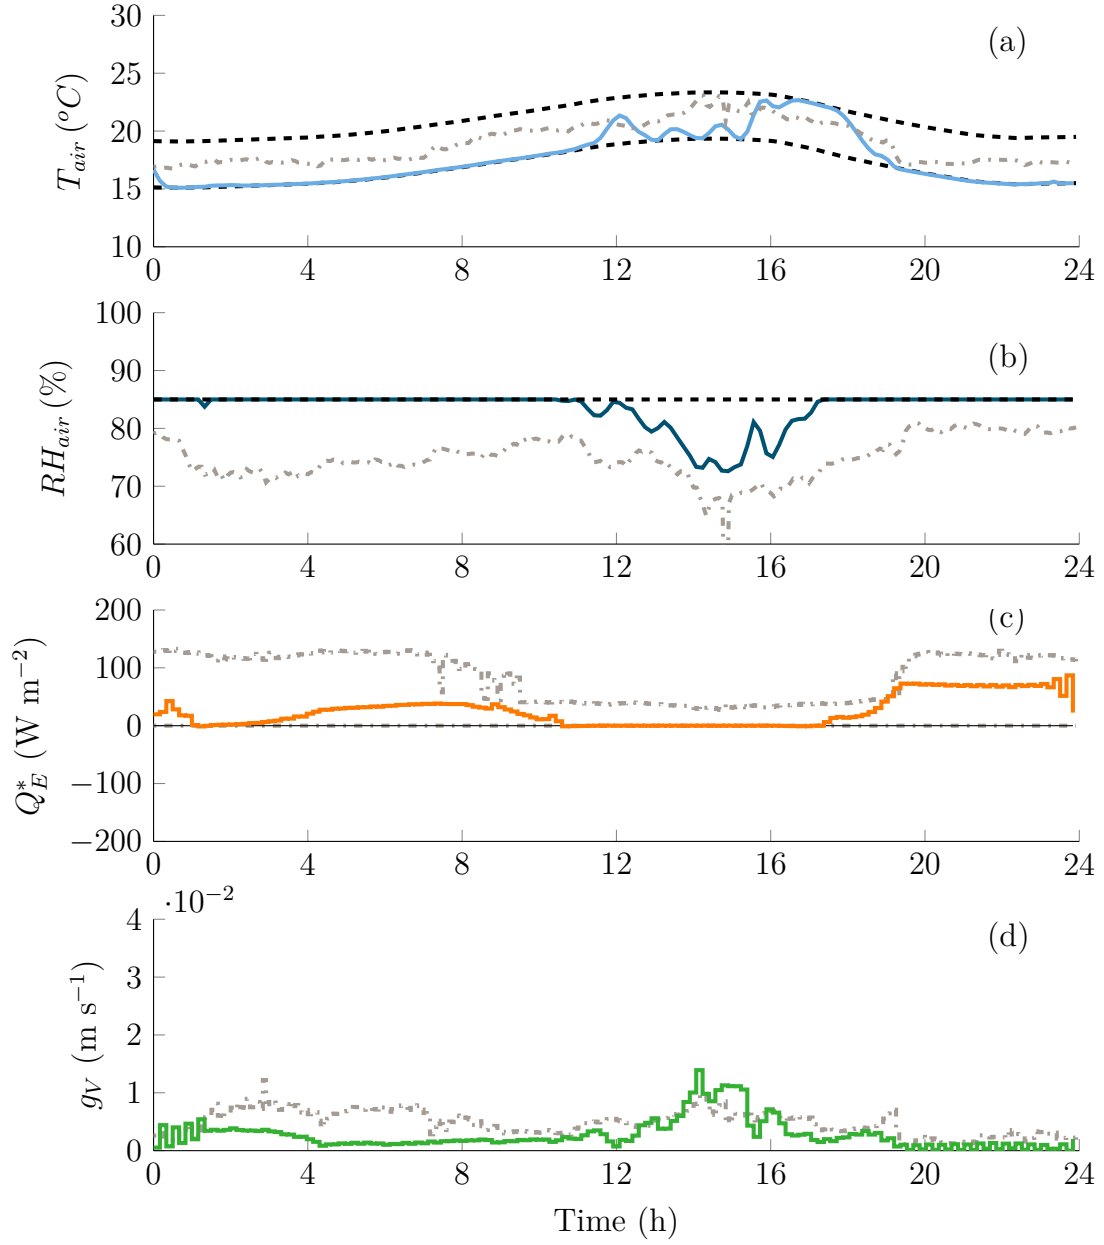 30
(a)
25
20
15
10
T_air (°C)
0 4 8 12 16 20 24
100
(b)
90
80
70
60
RH_air (%)
0 4 8 12 16 20 24
200
(c)
100
0
−100
−200
Q*_E (W m⁻²)
0 4 8 12 16 20 24
·10⁻²
4
(d)
3
2
1
0
g_V (m s⁻¹)
0 4 8 12 16 20 24
Time (h)